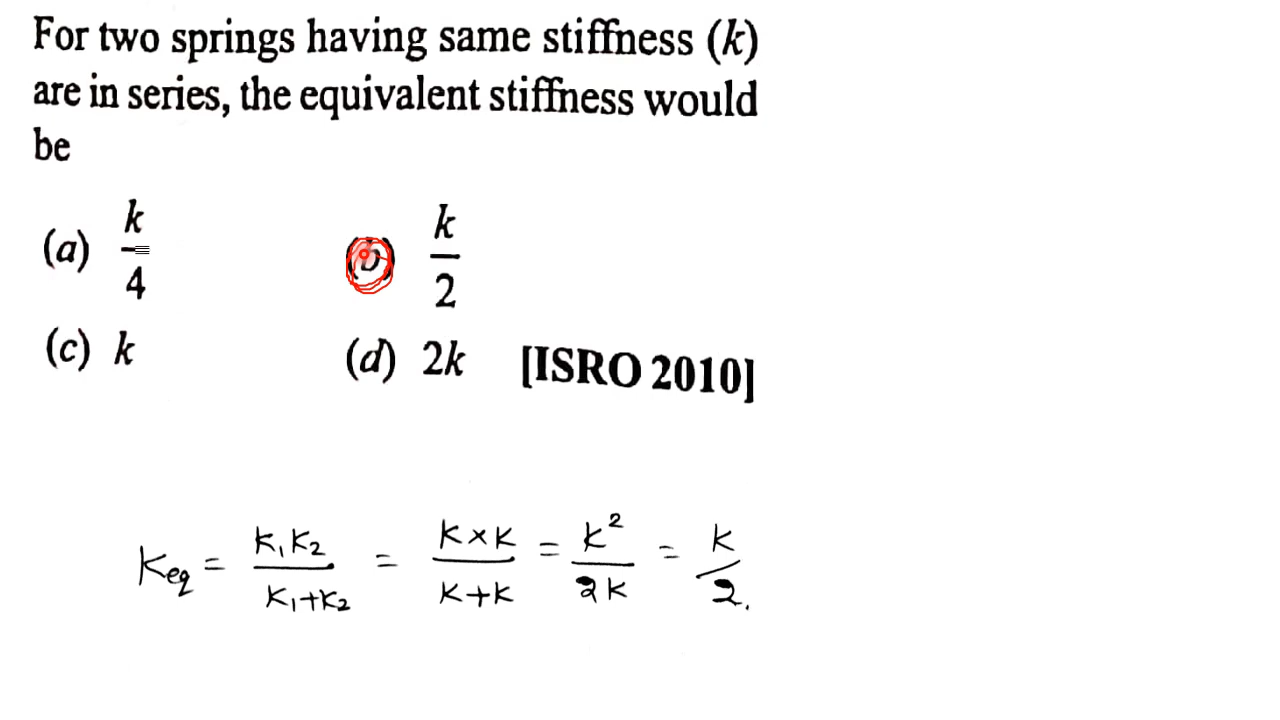 For two springs having same stiffness (k)
are in series, the equivalent stiffness would
be
(a) k/4 (b) k/2
(c) k (d) 2k [ISRO 2010]
Keq = K1K2/K1+K2 = K×K/K+K = K²/2K = K/2.